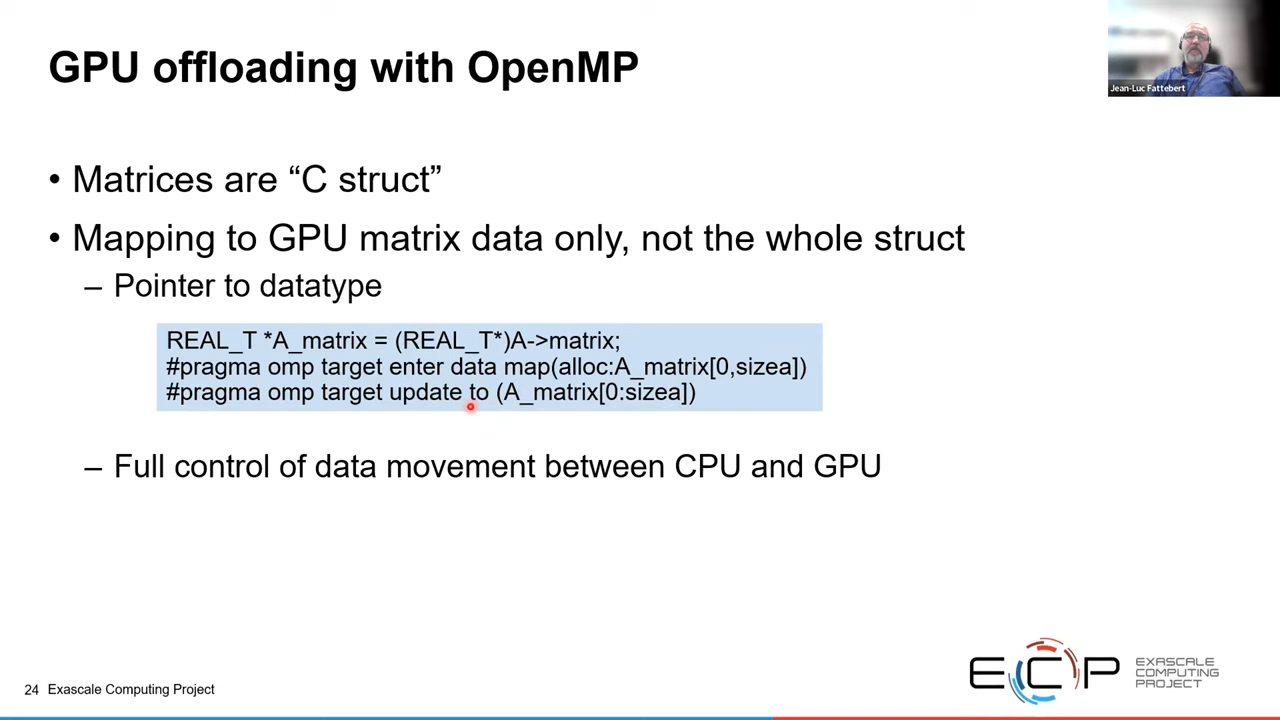 GPU offloading with OpenMP
Jean-Luc Fattebert
• Matrices are “C struct”
• Mapping to GPU matrix data only, not the whole struct
– Pointer to datatype
REAL_T *A_matrix = (REAL_T*)A->matrix;
#pragma omp target enter data map(alloc:A_matrix[0,sizea])
#pragma omp target update to (A_matrix[0:sizea])
– Full control of data movement between CPU and GPU
24 Exascale Computing Project
ECP
EXASCALE
COMPUTING
PROJECT